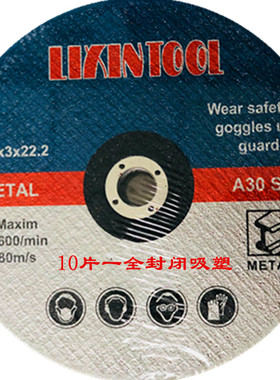 LIXINTOOL
Wear safet
goggles u
guard
x3x22.2
ETAL
A30 S
Maxim
600/min
80m/s
META
10片一全封闭吸塑